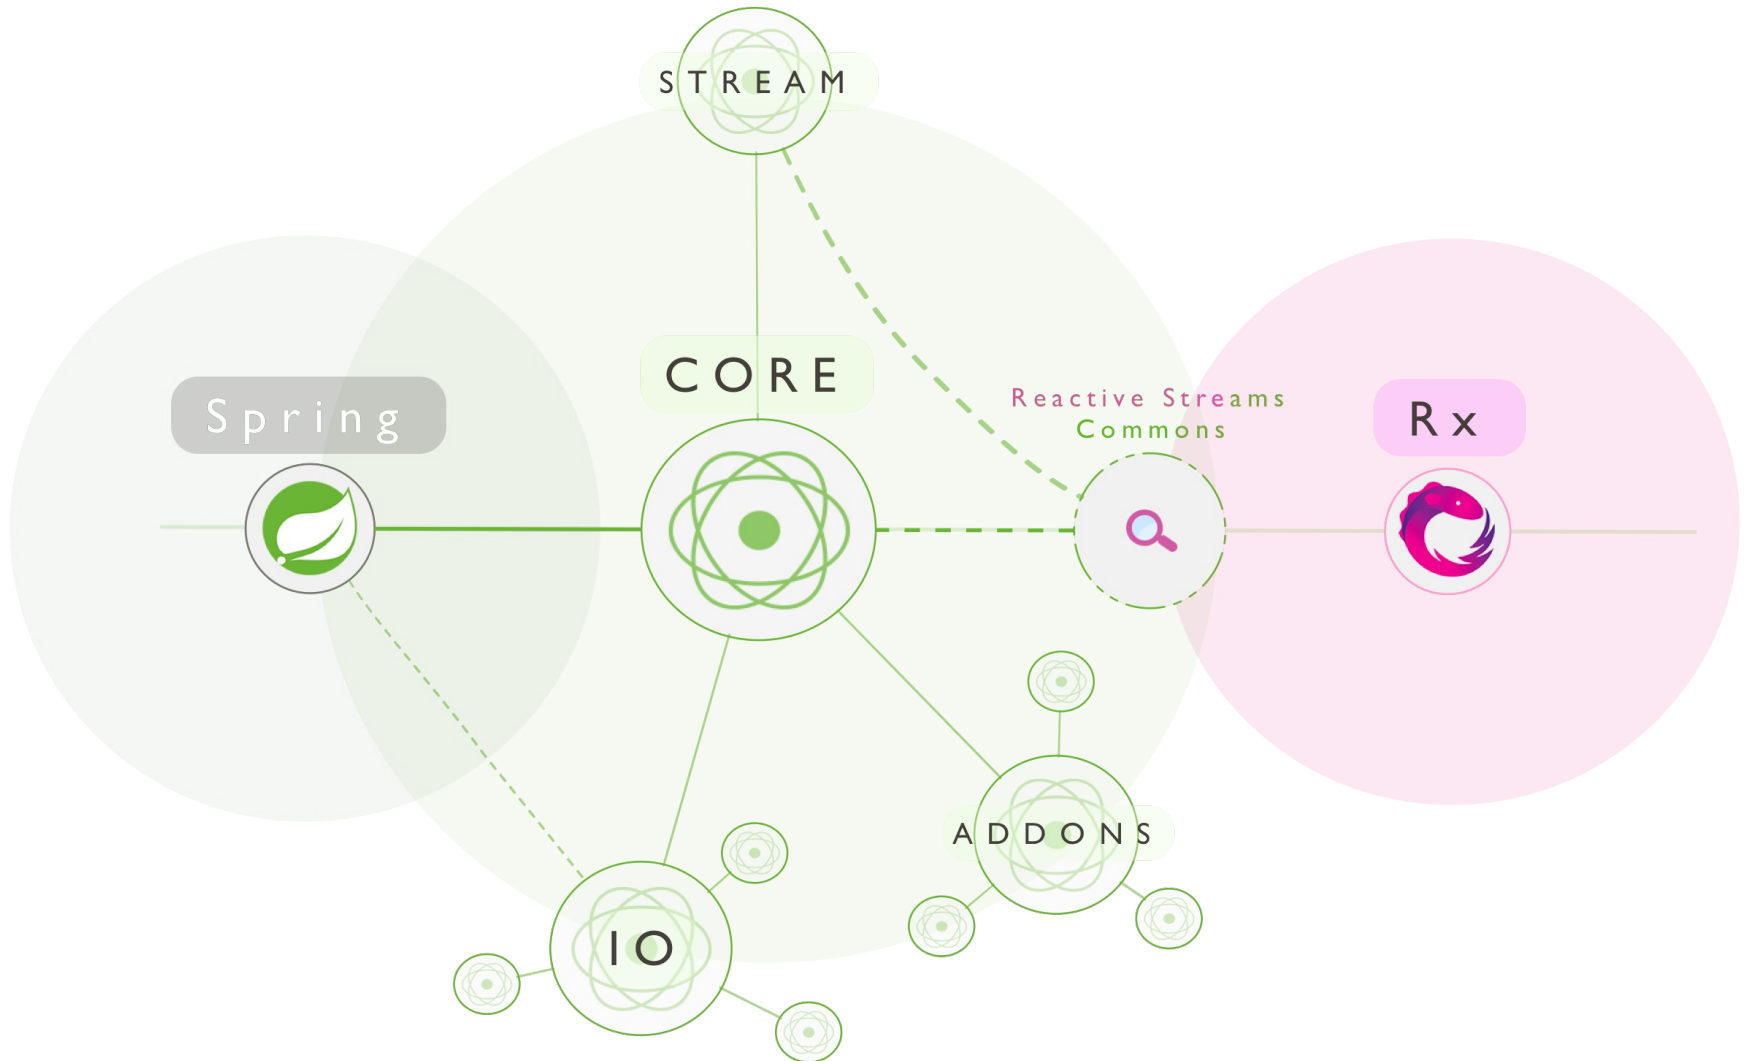 STREAM
CORE
Spring
Reactive Streams
Commons
Rx
ADDONS
IO